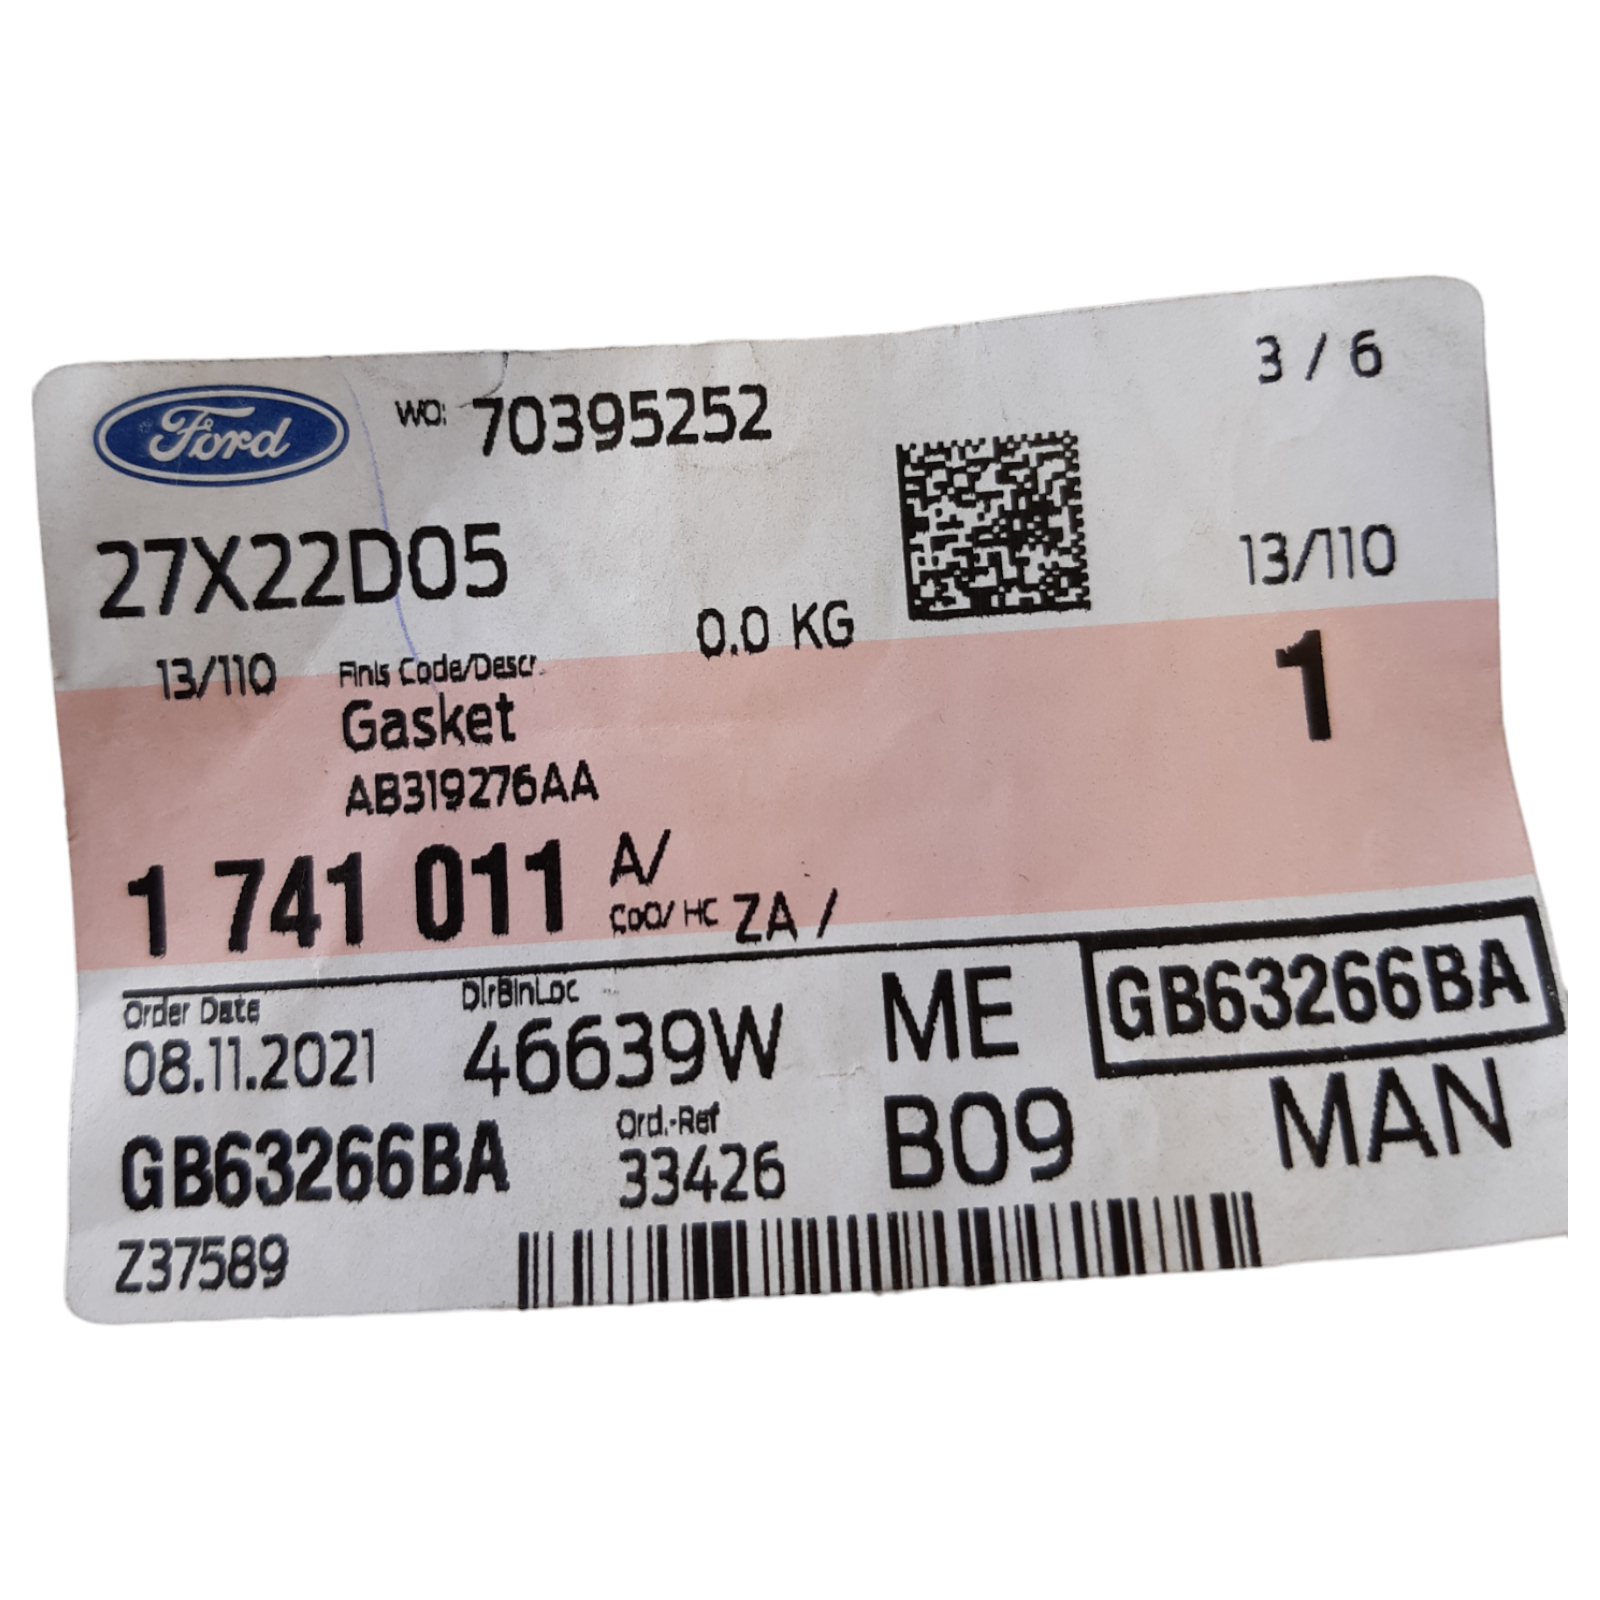 Ford
WO: 70395252
3 / 6
27X22D05
13/110
0.0 KG
13/110
Finis Code/Descr.
1
Gasket
AB319276AA
1 741 011 A/
CoO/ HC ZA /
Order Date
DlrBinLoc
08.11.2021
46639W
ME
GB63266BA
GB63266BA
Ord.-Ref
33426
B09
MAN
Z37589